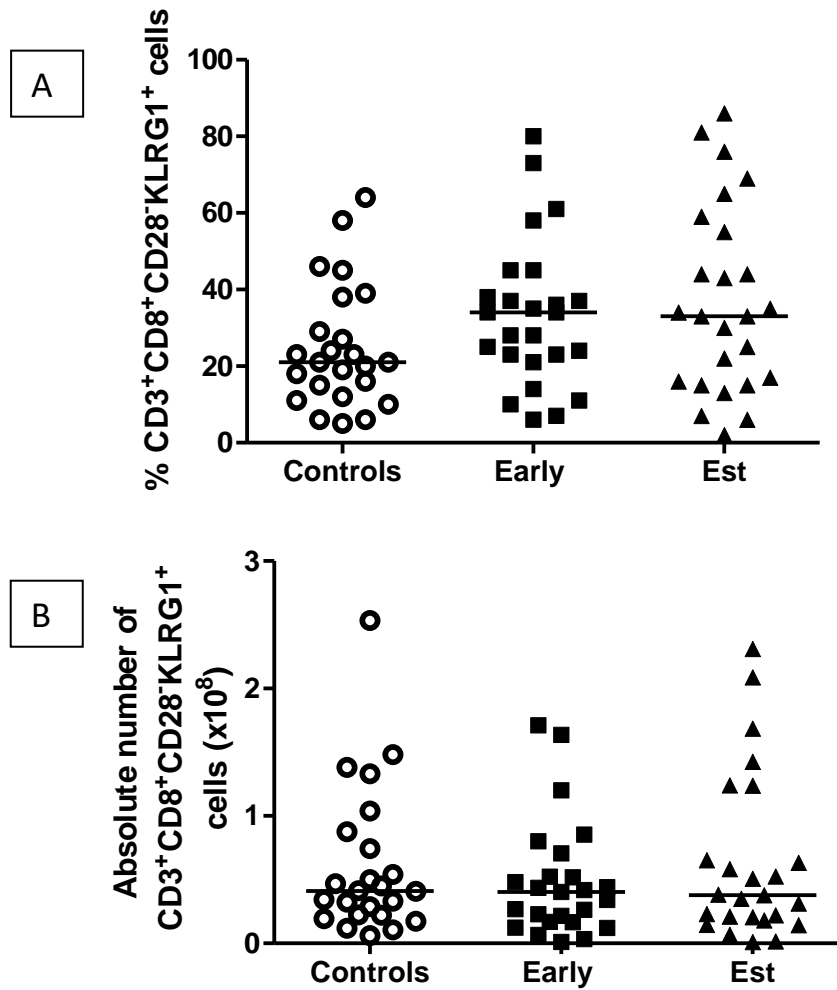 A
% CD3⁺CD8⁺CD28⁻KLRG1⁺ cells
100
80
60
40
20
0
Controls
Early
Est
B
Absolute number of
CD3⁺CD8⁺CD28⁻KLRG1⁺
cells (x10⁸)
3
2
1
0
Controls
Early
Est